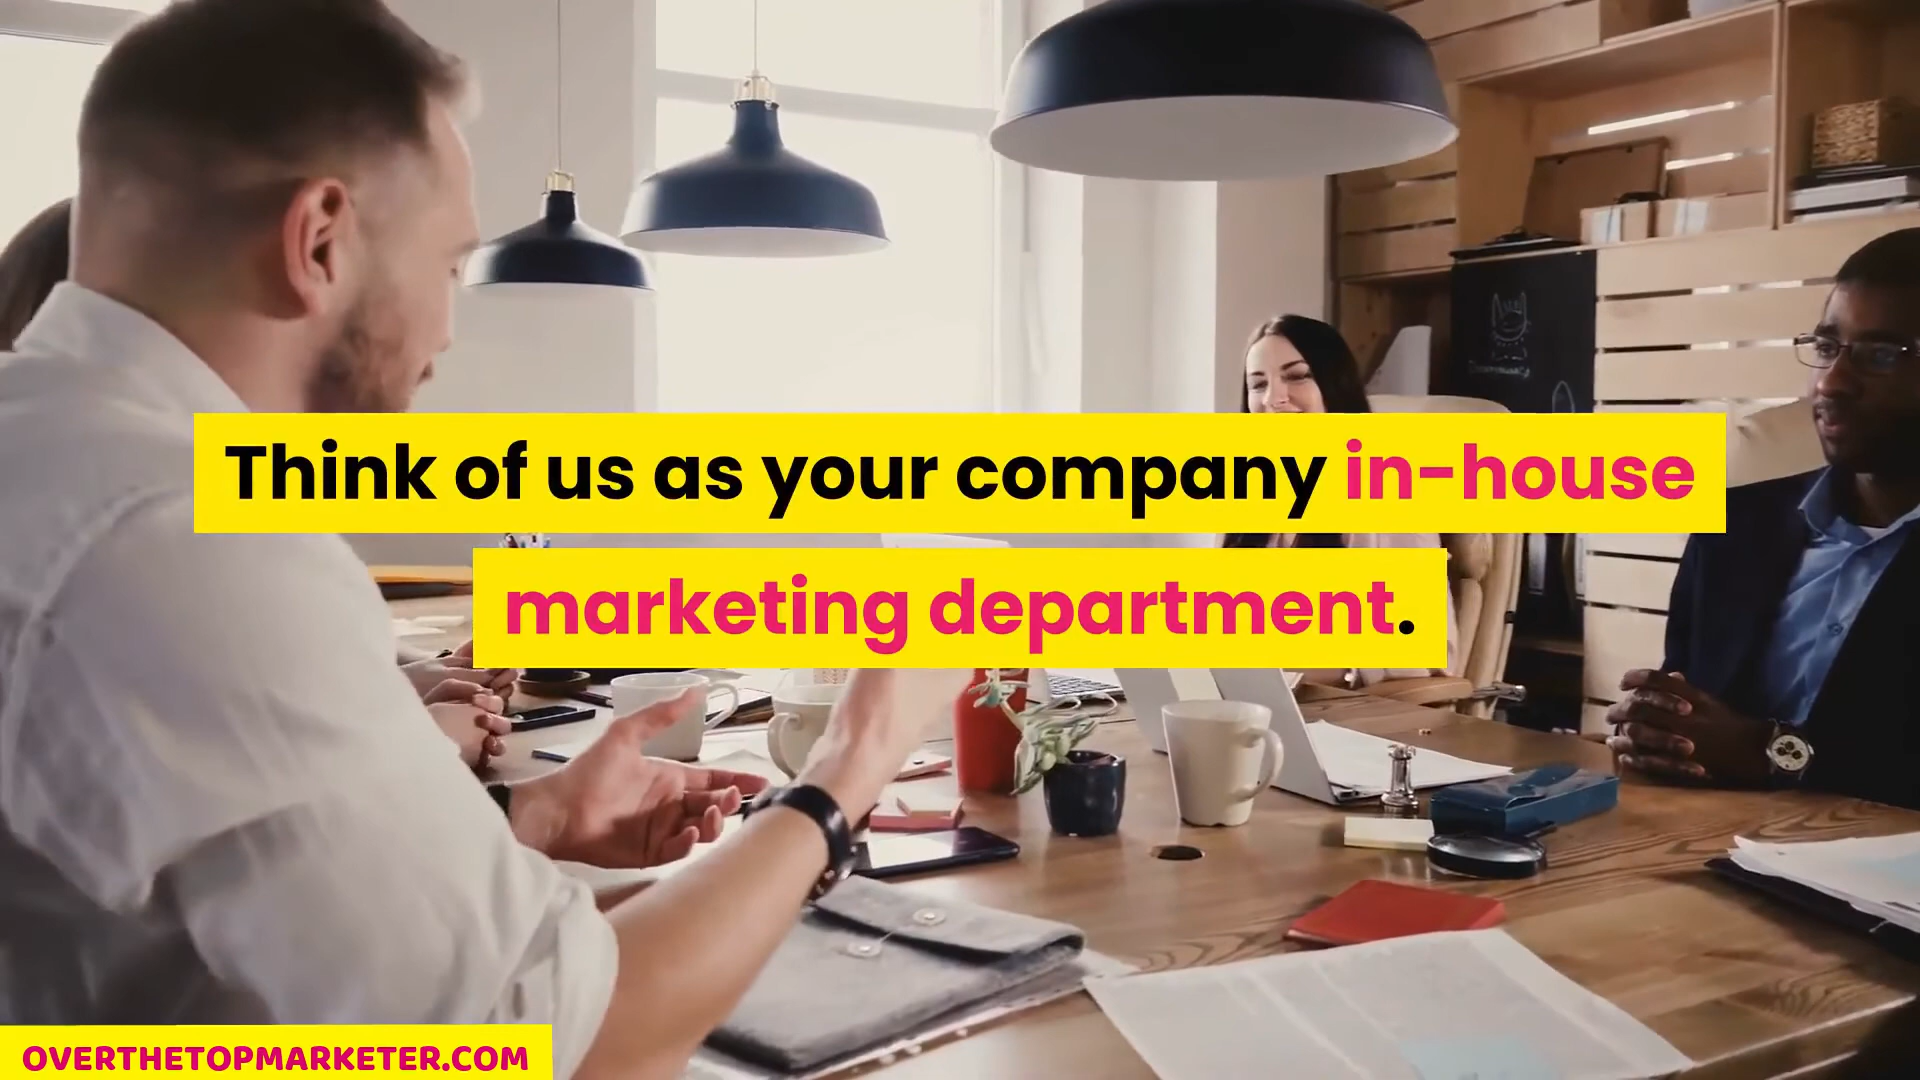 Think of us as your company in-house
marketing department.
OVERTHETOPMARKETER.COM